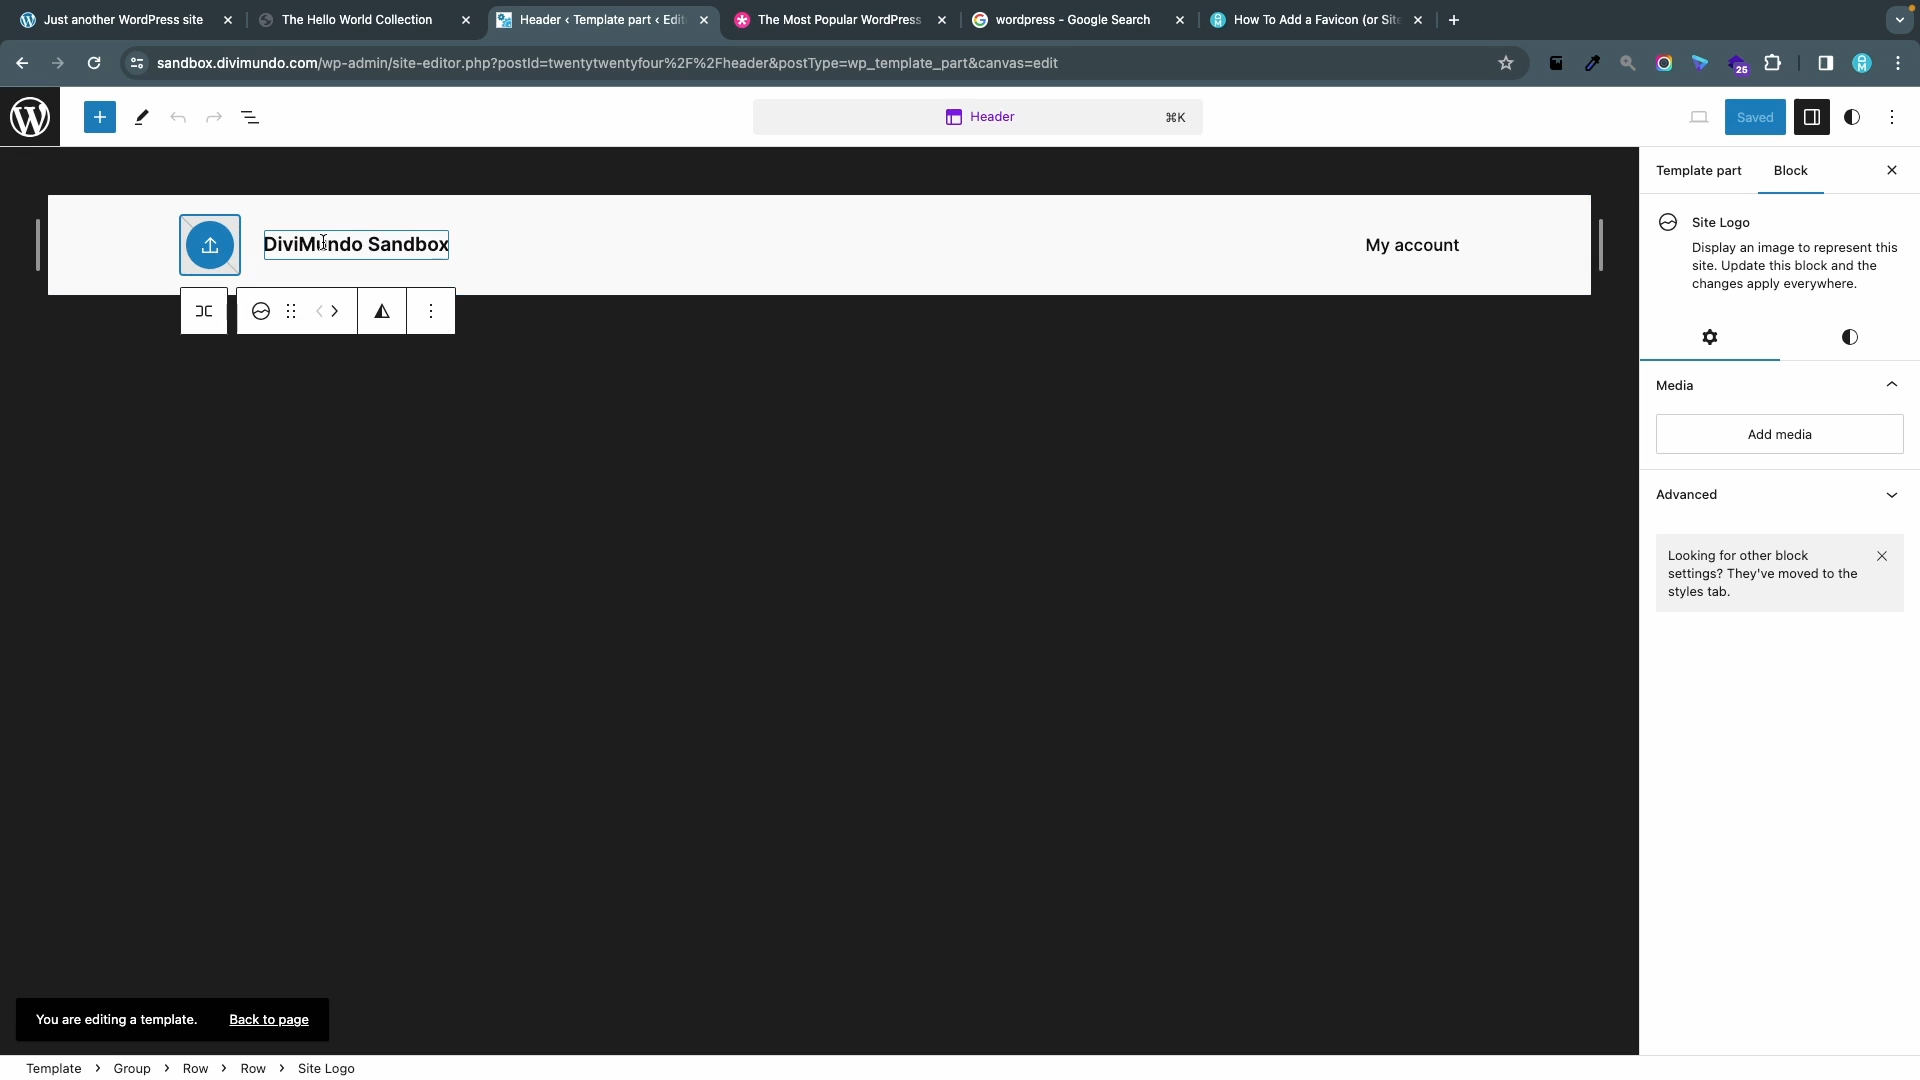 Just another WordPress site
The Hello World Collection
Header ‹ Template part ‹ Edit
The Most Popular WordPress
wordpress - Google Search
How To Add a Favicon (or Site
sandbox.divimundo.com/wp-admin/site-editor.php?postId=twentytwentyfour%2F%2Fheader&postType=wp_template_part&canvas=edit
25
Header
⌘K
Saved
Template part
Block
DiviMundo Sandbox
My account
Site Logo
Display an image to represent this
site. Update this block and the
changes apply everywhere.
Media
Add media
Advanced
Looking for other block
settings? They've moved to the
styles tab.
You are editing a template.
Back to page
Template › Group › Row › Row › Site Logo